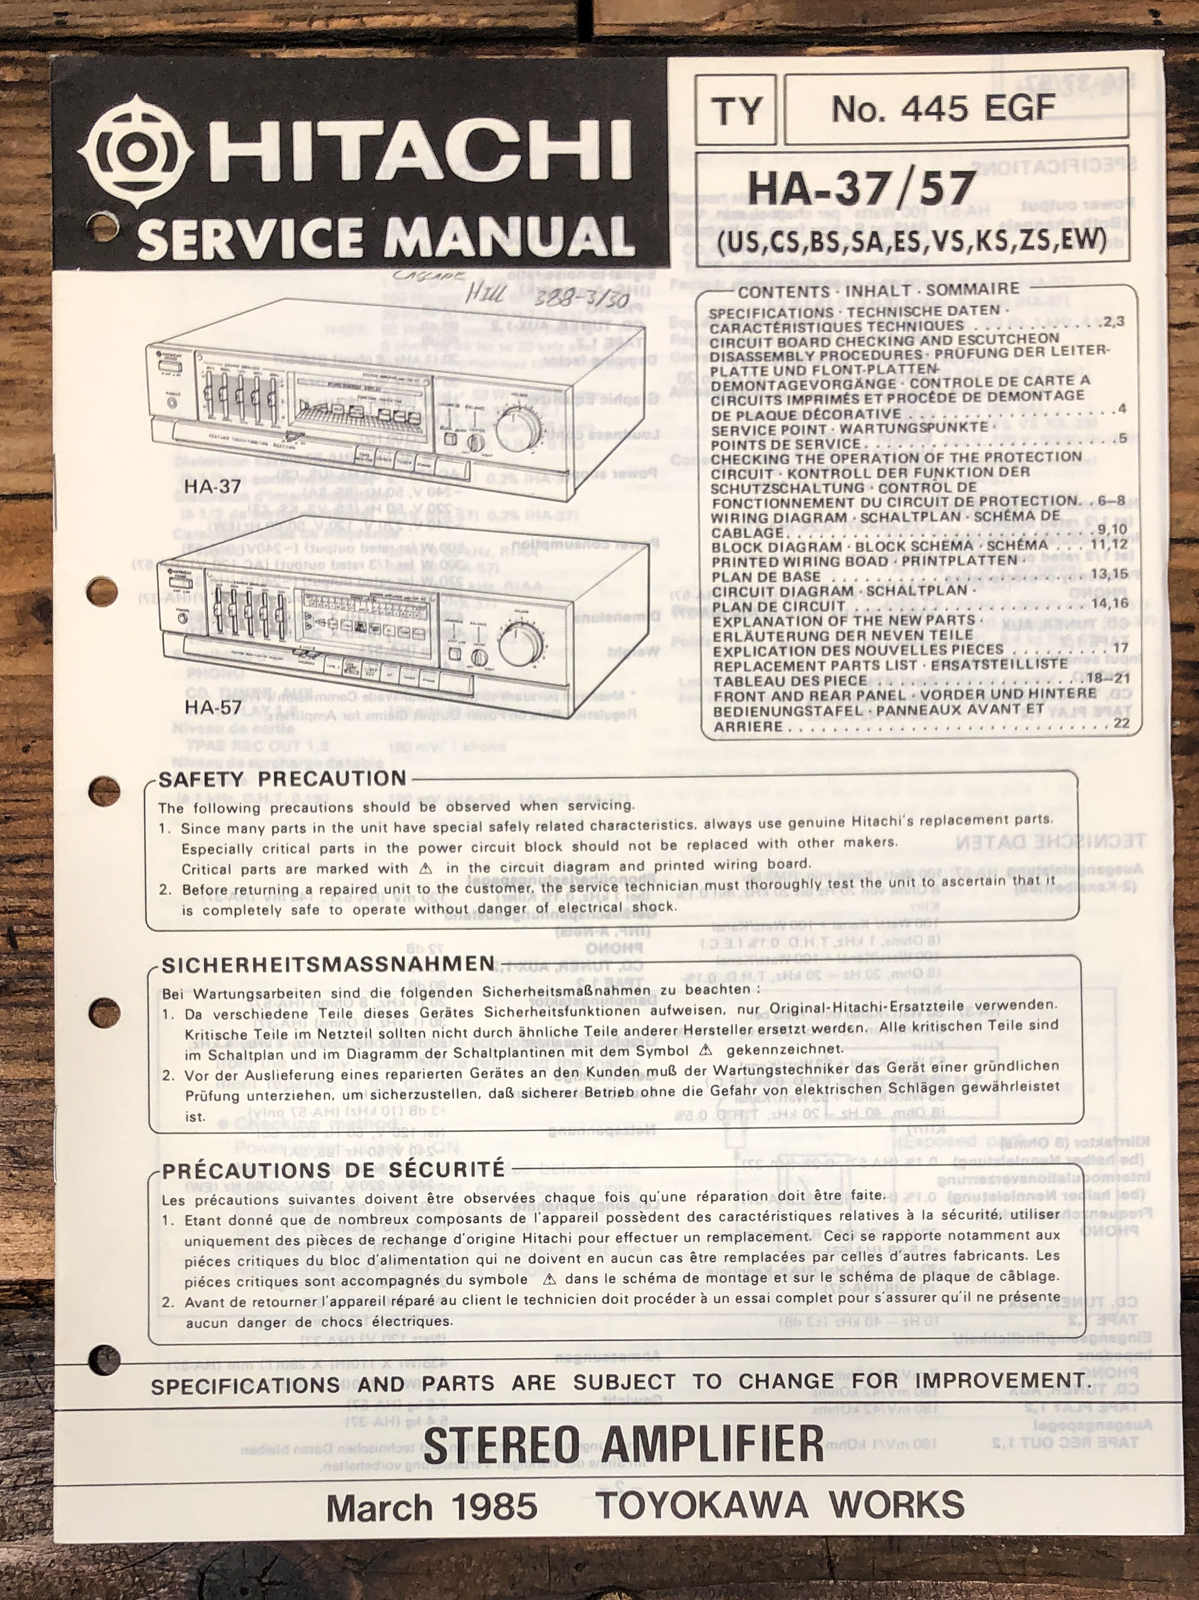 HITACHI
SERVICE MANUAL
TY
No. 445 EGF
HA-37/57
(US,CS,BS,SA,ES,VS,KS,ZS,EW)
CASCADE
Hill 388-3130
HA-37
HA-57
CONTENTS · INHALT · SOMMAIRE
SPECIFICATIONS · TECHNISCHE DATEN ·
CARACTÉRISTIQUES TECHNIQUES . . . . . . . . . . . .2,3
CIRCUIT BOARD CHECKING AND ESCUTCHEON
DISASSEMBLY PROCEDURES · PRÜFUNG DER LEITER-
PLATTE UND FLONT-PLATTEN-
DEMONTAGEVORGÄNGE · CONTROLE DE CARTE A
CIRCUITS IMPRIMÉS ET PROCÉDE DE DEMONTAGE
DE PLAQUE DÉCORATIVE . . . . . . . . . . . . . . . . . . .4
SERVICE POINT · WARTUNGSPUNKTE ·
POINTS DE SERVICE. . . . . . . . . . . . . . . . . . . . . . .5
CHECKING THE OPERATION OF THE PROTECTION
CIRCUIT · KONTROLL DER FUNKTION DER
SCHUTZSCHALTUNG · CONTRÔL DE
FONCTIONNEMENT DU CIRCUIT DE PROTECTION. . 6–8
WIRING DIAGRAM · SCHALTPLAN · SCHÉMA DE
CABLAGE. . . . . . . . . . . . . . . . . . . . . . . . . . . . 9,10
BLOCK DIAGRAM · BLOCK SCHEMA · SCHÉMA . . . 11,12
PRINTED WIRING BOAD · PRINTPLATTEN ·
PLAN DE BASE . . . . . . . . . . . . . . . . . . . . . . . 13,15
CIRCUIT DIAGRAM · SCHALTPLAN ·
PLAN DE CIRCUIT. . . . . . . . . . . . . . . . . . . . . . 14,16
EXPLANATION OF THE NEW PARTS ·
ERLÄUTERUNG DER NEVEN TEILE
EXPLICATION DES NOUVELLES PIECES . . . . . . . . . 17
REPLACEMENT PARTS LIST · ERSATSTEILLISTE
TABLEAU DES PIECE . . . . . . . . . . . . . . . . . . 18–21
FRONT AND REAR PANEL · VORDER UND HINTERE
BEDIENUNGSTAFEL · PANNEAUX AVANT ET
ARRIERE . . . . . . . . . . . . . . . . . . . . . . . . . . . . . 22
SAFETY PRECAUTION
The following precautions should be observed when servicing.
1. Since many parts in the unit have special safely related characteristics, always use genuine Hitachi's replacement parts.
Especially critical parts in the power circuit block should not be replaced with other makers.
Critical parts are marked with ⚠ in the circuit diagram and printed wiring board.
2. Before returning a repaired unit to the customer, the service technician must thoroughly test the unit to ascertain that it
is completely safe to operate without danger of electrical shock.
SICHERHEITSMASSNAHMEN
Bei Wartungsarbeiten sind die folgenden Sicherheitsmaßnahmen zu beachten :
1. Da verschiedene Teile dieses Gerätes Sicherheitsfunktionen aufweisen, nur Original-Hitachi-Ersatzteile verwenden.
Kritische Teile im Netzteil sollten nicht durch ähnliche Teile anderer Hersteller ersetzt werden. Alle kritischen Teile sind
im Schaltplan und im Diagramm der Schaltplantinen mit dem Symbol ⚠ gekennzeichnet.
2. Vor der Auslieferung eines reparierten Gerätes an den Kunden muß der Wartungstechniker das Gerät einer gründlichen
Prüfung unterziehen, um sicherzustellen, daß sicherer Betrieb ohne die Gefahr von elektrischen Schlägen gewährleistet
ist.
PRÉCAUTIONS DE SÉCURITÉ
Les précautions suivantes doivent être observées chaque fois qu'une réparation doit être faite.
1. Etant donné que de nombreux composants de l'appareil possèdent des caractéristiques relatives à la sécurité, utiliser
uniquement des pièces de rechange d'origine Hitachi pour effectuer un remplacement. Ceci se rapporte notamment aux
piéces critiques du bloc d'alimentation qui ne doivent en aucun cas être remplacées par celles d'autres fabricants. Les
piéces critiques sont accompagnés du symbole ⚠ dans le schéma de montage et sur le schéma de plaque de câblage.
2. Avant de retourner l'appareil réparé au client le technicien doit procéder à un essai complet pour s'assurer qu'il ne présente
aucun danger de chocs électriques.
SPECIFICATIONS AND PARTS ARE SUBJECT TO CHANGE FOR IMPROVEMENT.
STEREO AMPLIFIER
March 1985 TOYOKAWA WORKS